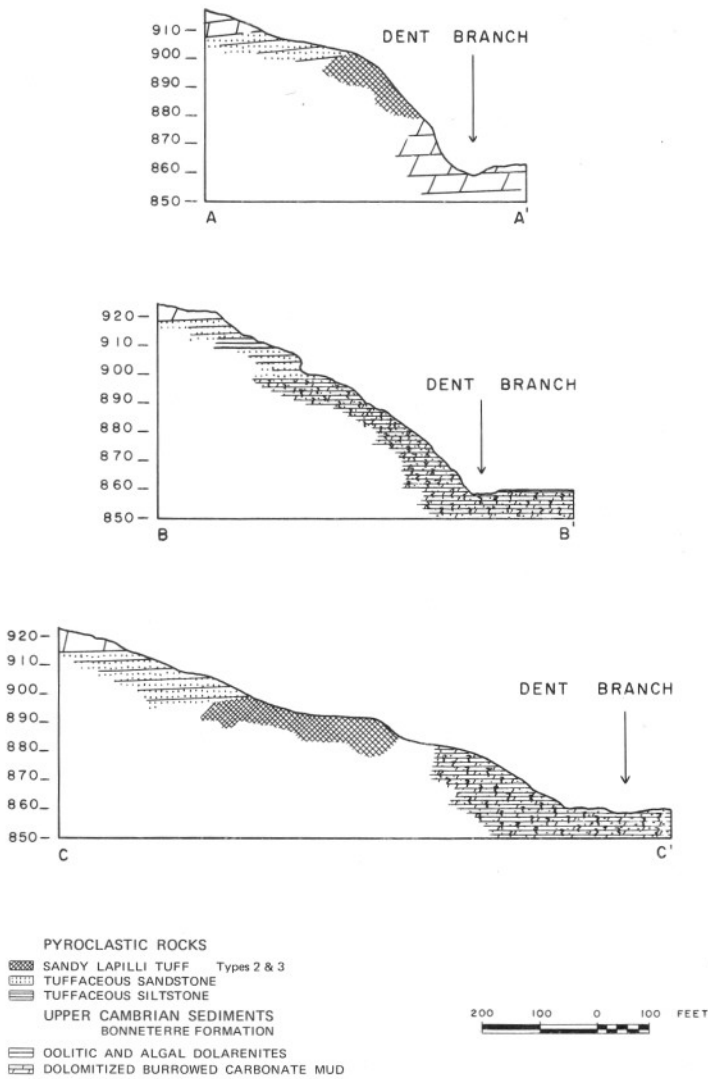 910
900
890
880
870
860
850
DENT BRANCH
A
A'
920
910
900
890
880
870
860
850
DENT BRANCH
B
B'
920
910
900
890
880
870
860
850
DENT BRANCH
C
C'
PYROCLASTIC ROCKS
SANDY LAPILLI TUFF Types 2 & 3
TUFFACEOUS SANDSTONE
TUFFACEOUS SILTSTONE
UPPER CAMBRIAN SEDIMENTS
BONNETERRE FORMATION
OOLITIC AND ALGAL DOLARENITES
DOLOMITIZED BURROWED CARBONATE MUD
200 100 0 100 FEET